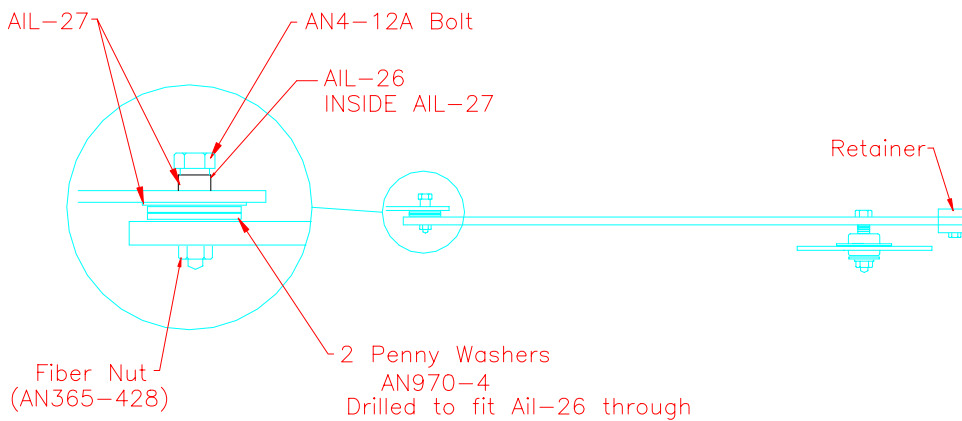 AIL-27
AN4-12A Bolt
AIL-26
INSIDE AIL-27
Retainer
2 Penny Washers
AN970-4
Drilled to fit Ail-26 through
Fiber Nut
(AN365-428)